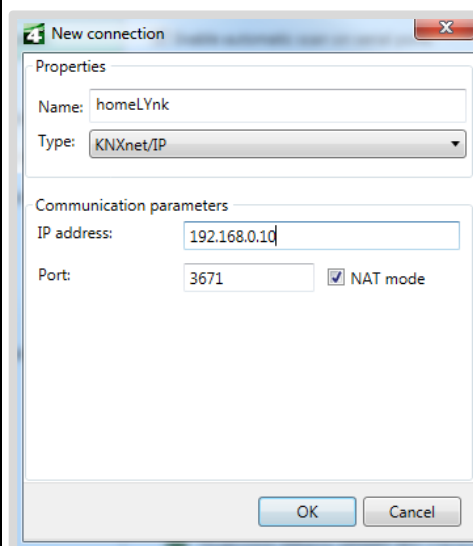 4 New connection
Properties
Name: homeLYnk
Type: KNXnet/IP
Communication parameters
IP address: 192.168.0.10
Port: 3671 NAT mode
OK Cancel